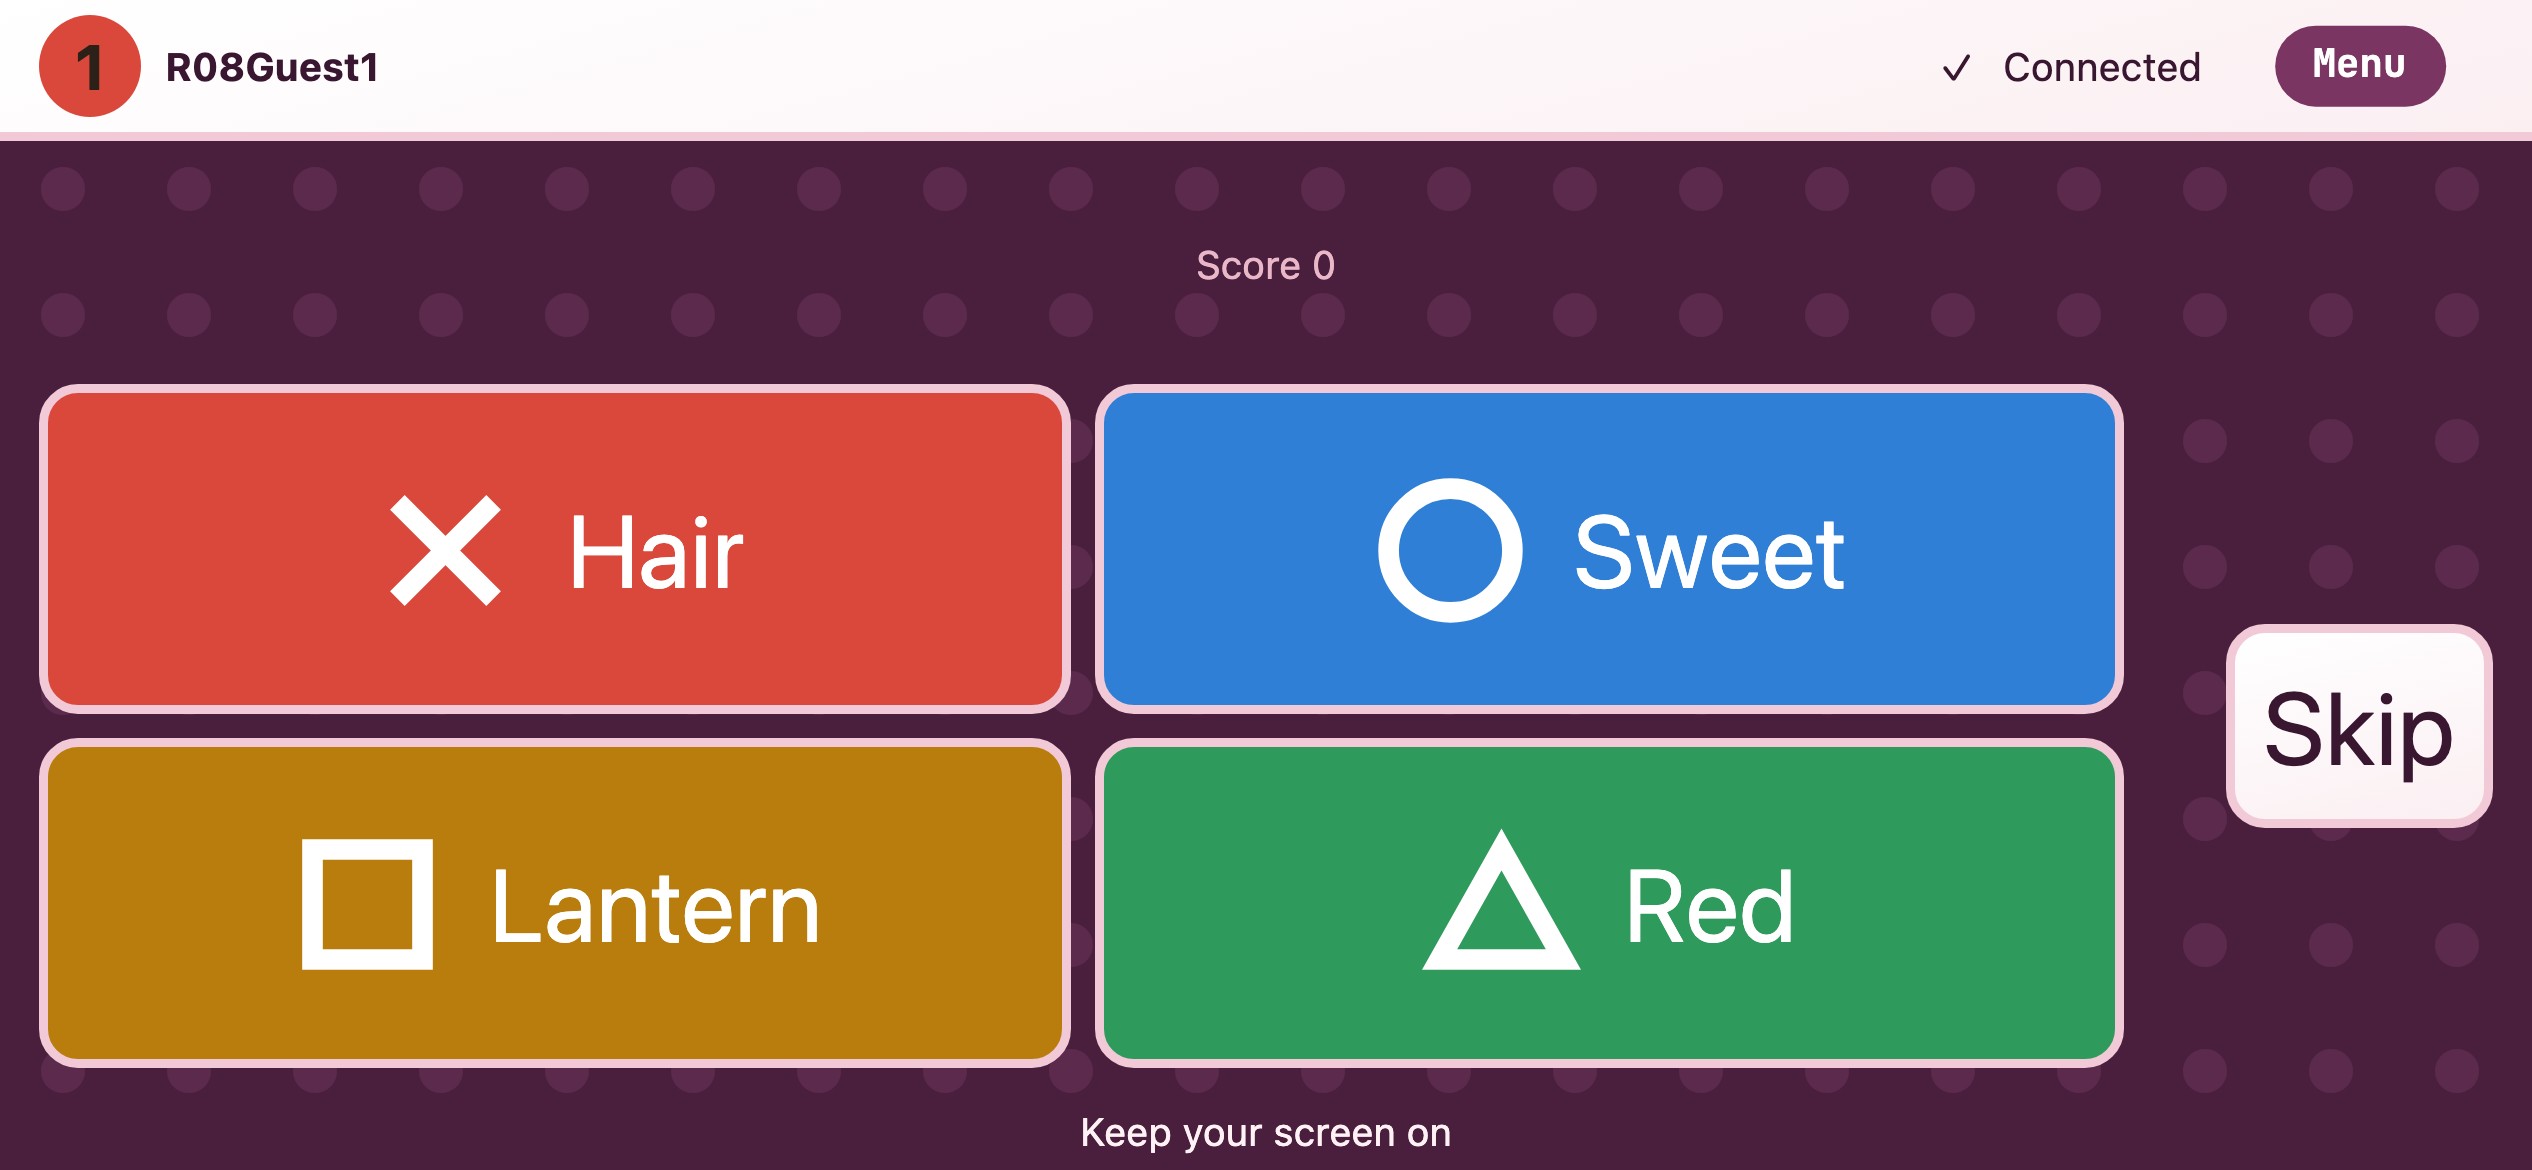 1 R08Guest1 ✓ Connected Menu
Score 0
Hair
Sweet
Lantern
Red
Skip
Keep your screen on